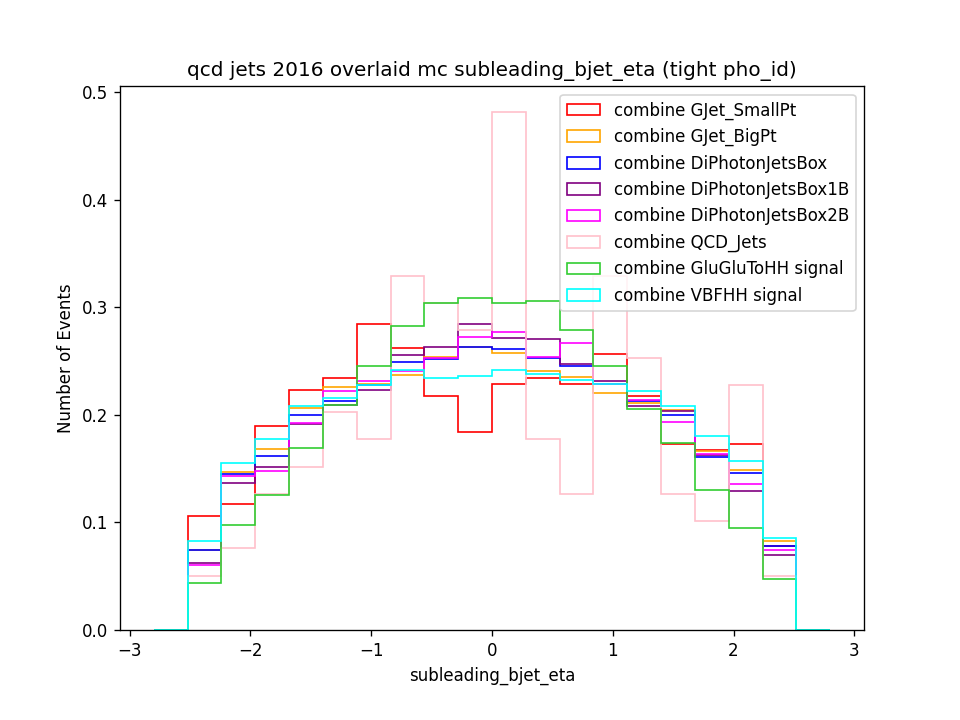 qcd jets 2016 overlaid mc subleading_bjet_eta (tight pho_id)
combine GJet_SmallPt
combine GJet_BigPt
combine DiPhotonJetsBox
combine DiPhotonJetsBox1B
combine DiPhotonJetsBox2B
combine QCD_Jets
combine GluGluToHH signal
combine VBFHH signal
Number of Events
0.5
0.4
0.3
0.2
0.1
0.0
−3 −2 −1 0 1 2 3
subleading_bjet_eta